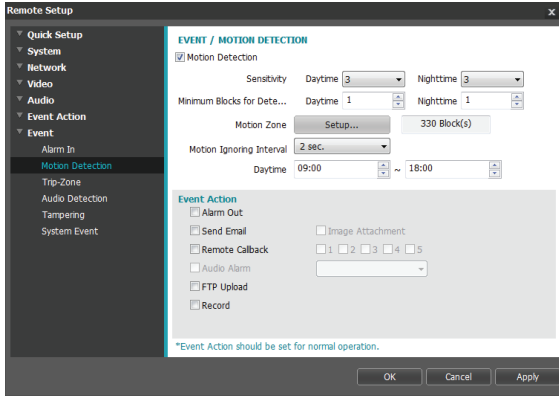 Remote Setup x
Quick Setup
System
Network
Video
Audio
Event Action
Event
Alarm In
Motion Detection
Trip-Zone
Audio Detection
Tampering
System Event
EVENT / MOTION DETECTION
Motion Detection
Sensitivity Daytime 3 Nighttime 3
Minimum Blocks for Dete... Daytime 1 Nighttime 1
Motion Zone Setup... 330 Block(s)
Motion Ignoring Interval 2 sec.
Daytime 09:00 ~ 18:00
Event Action
Alarm Out
Send Email Image Attachment
Remote Callback 1 2 3 4 5
Audio Alarm
FTP Upload
Record
*Event Action should be set for normal operation.
OK Cancel Apply